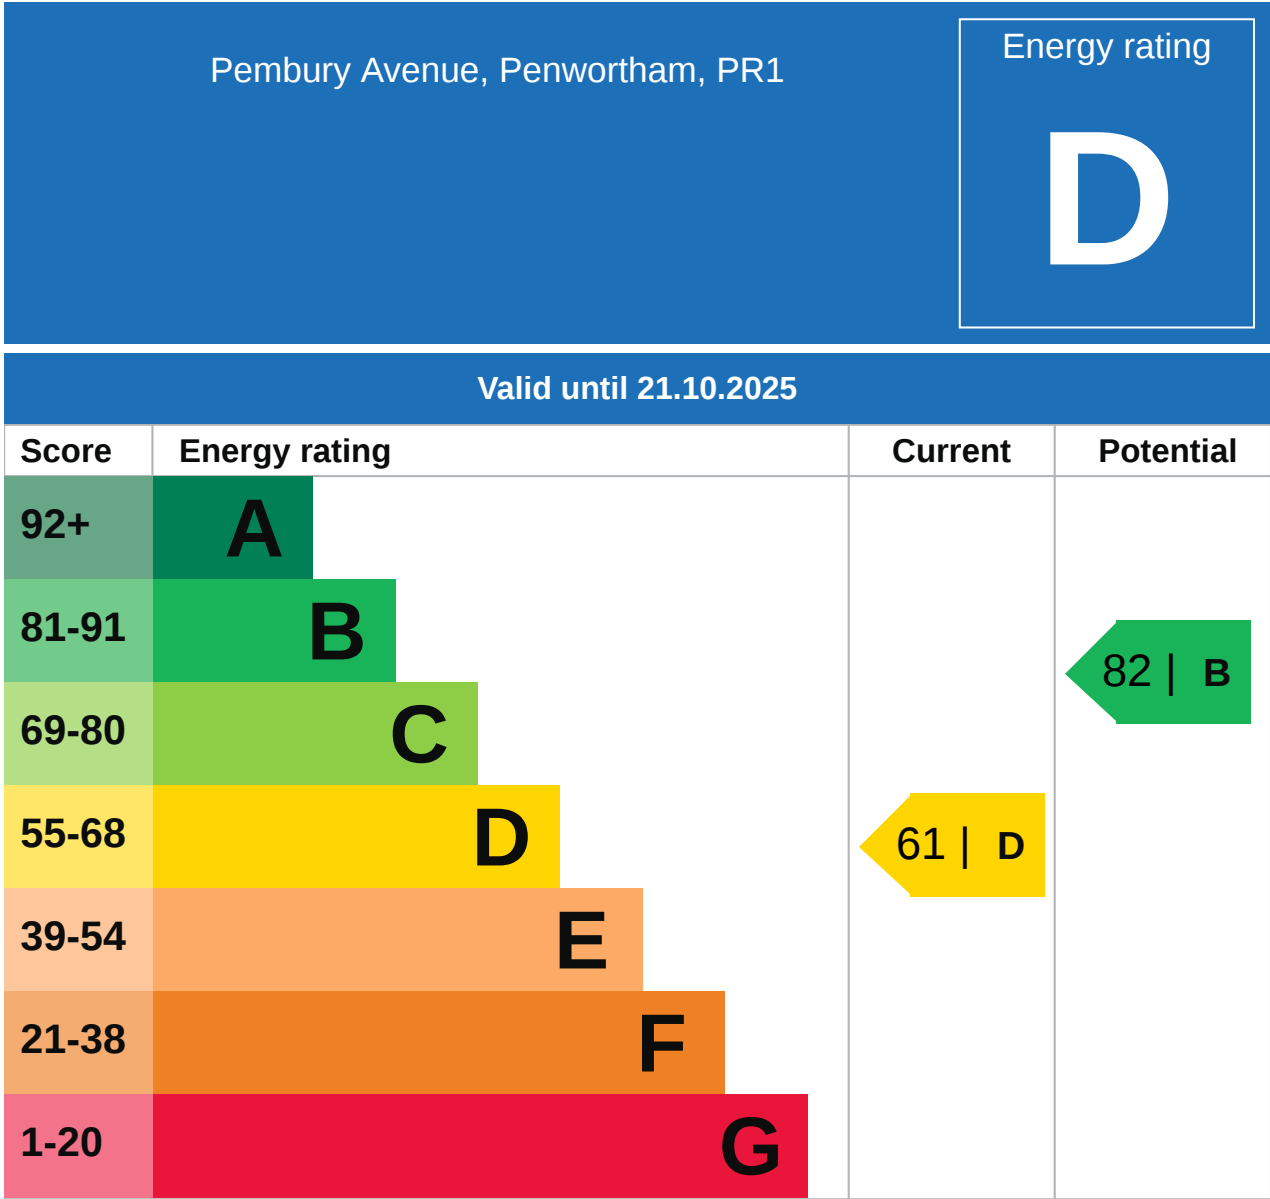 Pembury Avenue, Penwortham, PR1
Energy rating
D
Valid until 21.10.2025
Score Energy rating Current Potential
92+ A
81-91 B
82 | B
69-80 C
55-68 D
61 | D
39-54 E
21-38 F
1-20 G